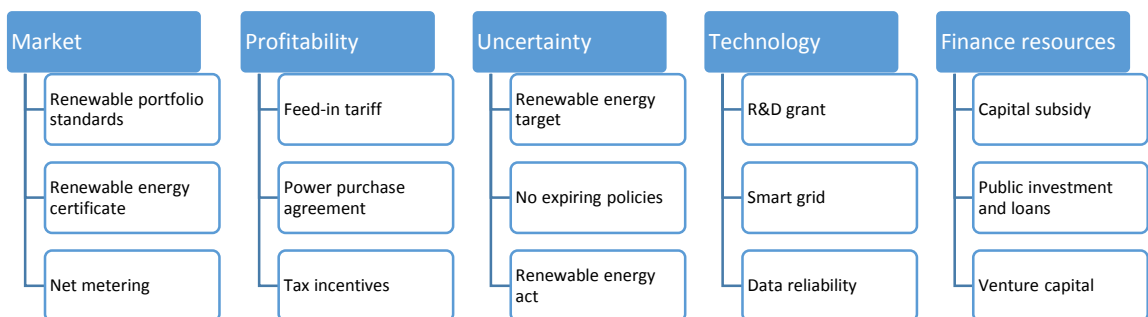 Market
Renewable portfolio
standards
Renewable energy
certificate
Net metering
Profitability
Feed-in tariff
Power purchase
agreement
Tax incentives
Uncertainty
Renewable energy
target
No expiring policies
Renewable energy
act
Technology
R&D grant
Smart grid
Data reliability
Finance resources
Capital subsidy
Public investment
and loans
Venture capital